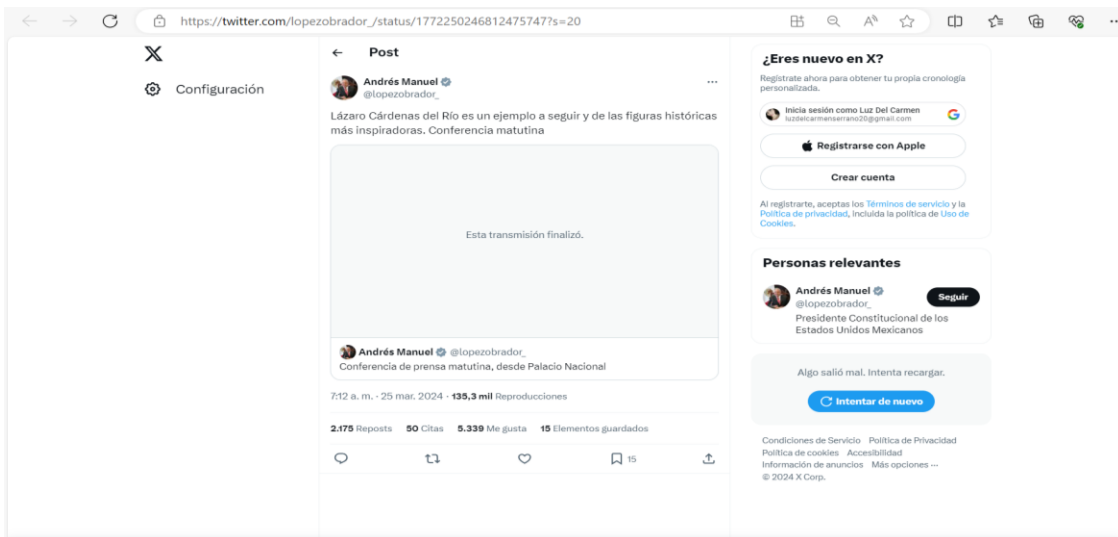 https://twitter.com/lopezobrador_/status/1772250246812475747?s=20
X
Configuración
← Post
Andrés Manuel
@lopezobrador_
Lázaro Cárdenas del Río es un ejemplo a seguir y de las figuras históricas
más inspiradoras. Conferencia matutina
Esta transmisión finalizó.
Andrés Manuel @lopezobrador_
Conferencia de prensa matutina, desde Palacio Nacional
7:12 a. m. · 25 mar. 2024 · 135,3 mil Reproducciones
2.175 Reposts 50 Citas 5.339 Me gusta 15 Elementos guardados
15
¿Eres nuevo en X?
Regístrate ahora para obtener tu propia cronología
personalizada.
Inicia sesión como Luz Del Carmen
luzdelcarmenserrano20@gmail.com
Registrarse con Apple
Crear cuenta
Al registrarte, aceptas los Términos de servicio y la
Política de privacidad, incluida la política de Uso de
Cookies.
Personas relevantes
Andrés Manuel
@lopezobrador_
Seguir
Presidente Constitucional de los
Estados Unidos Mexicanos
Algo salió mal. Intenta recargar.
Intentar de nuevo
Condiciones de Servicio Política de Privacidad
Política de cookies Accesibilidad
Información de anuncios Más opciones ···
© 2024 X Corp.